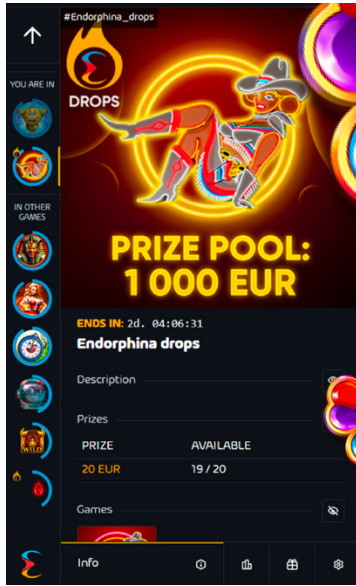 #Endorphina_drops
DROPS
YOU ARE IN
IN OTHER
GAMES
WILD
PRIZE POOL:
1 000 EUR
ENDS IN: 2d. 04:06:31
Endorphina drops
Description
Prizes
PRIZE AVAILABLE
20 EUR 19 / 20
Games
Info